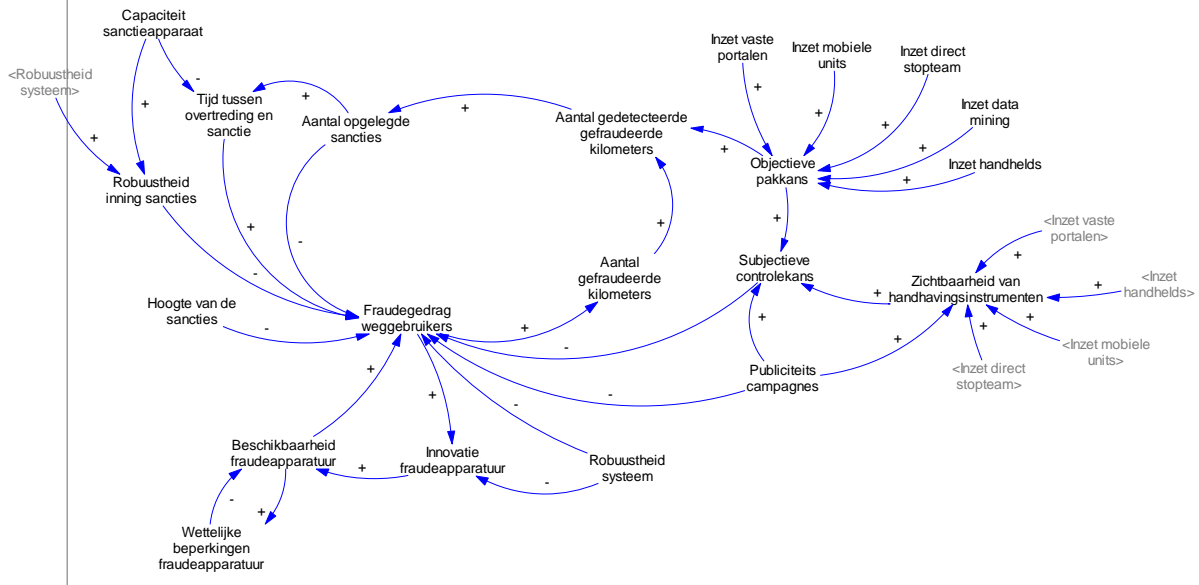 Capaciteit
sanctieapparaat
<Robuustheid
systeem>
-
+
+
Tijd tussen
overtreding en
sanctie
+
Aantal opgelegde
sancties
+
Aantal gedetecteerde
gefraudeerde
kilometers
Inzet vaste
portalen
Inzet mobiele
units
Inzet direct
stopteam
Inzet data
mining
Inzet handhelds
+
+
+
+
+
+
Objectieve
pakkans
Robuustheid
inning sancties
+
-
-
+
+
Aantal
gefraudeerde
kilometers
Subjectieve
controlekans
<Inzet vaste
portalen>
+
Zichtbaarheid van
handhavingsinstrumenten
+
<Inzet
handhelds>
+
+
+
<Inzet mobiele
units>
<Inzet direct
stopteam>
Hoogte van de
sancties
-
Fraudegedrag
weggebruikers
+
-
+
+
Publiciteits
campagnes
-
-
+
+
Beschikbaarheid
fraudeapparatuur
+
Innovatie
fraudeapparatuur
-
Robuustheid
systeem
-
+
Wettelijke
beperkingen
fraudeapparatuur